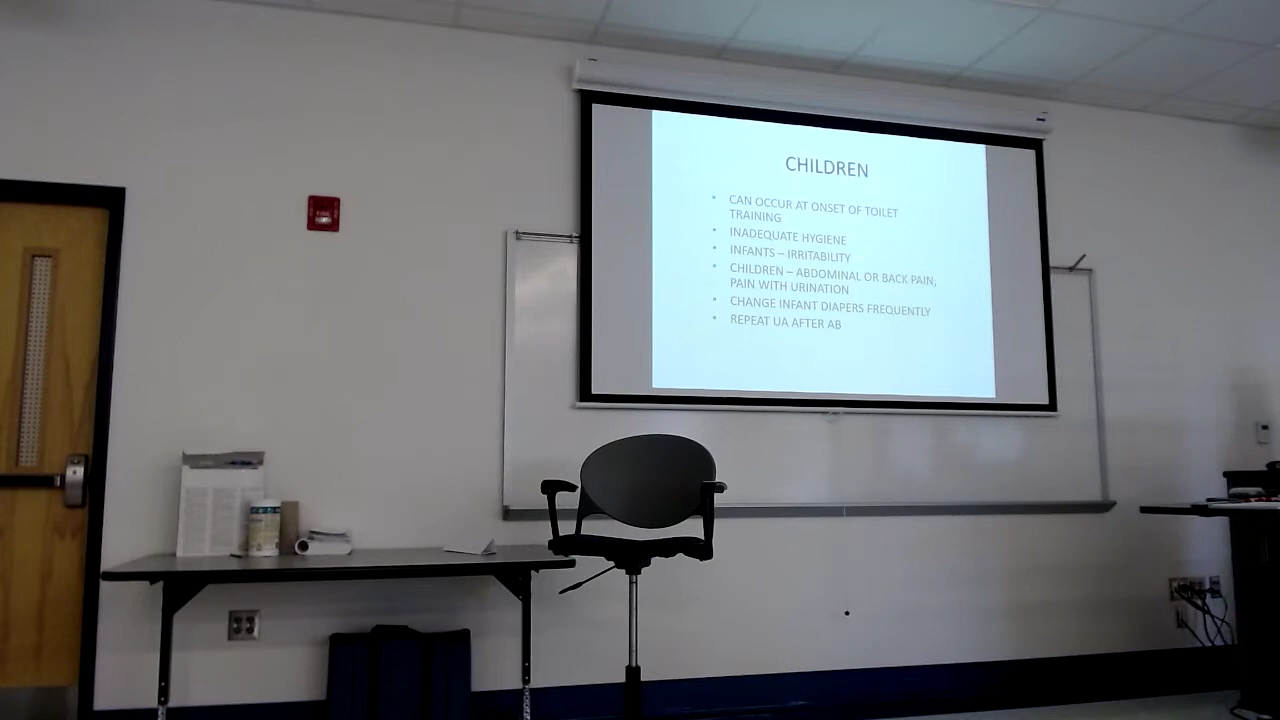 CHILDREN
• CAN OCCUR AT ONSET OF TOILET
TRAINING
• INADEQUATE HYGIENE
• INFANTS – IRRITABILITY
• CHILDREN – ABDOMINAL OR BACK PAIN;
PAIN WITH URINATION
• CHANGE INFANT DIAPERS FREQUENTLY
• REPEAT UA AFTER AB
FIRE